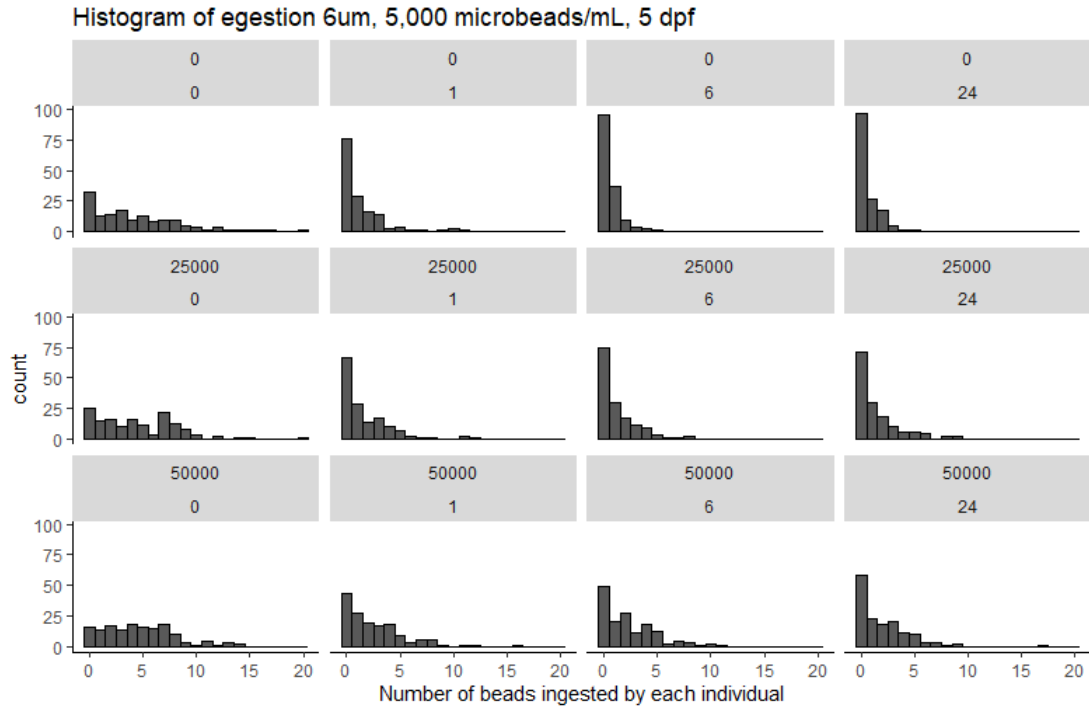 Histogram of egestion 6um, 5,000 microbeads/mL, 5 dpf
0 0 0 0
0 1 6 24
100
75
50
25
0
25000 25000 25000 25000
0 1 6 24
100
75
50
25
0
50000 50000 50000 50000
0 1 6 24
100
75
50
25
0
count
0 5 10 15 20 0 5 10 15 20 0 5 10 15 20 0 5 10 15 20
Number of beads ingested by each individual